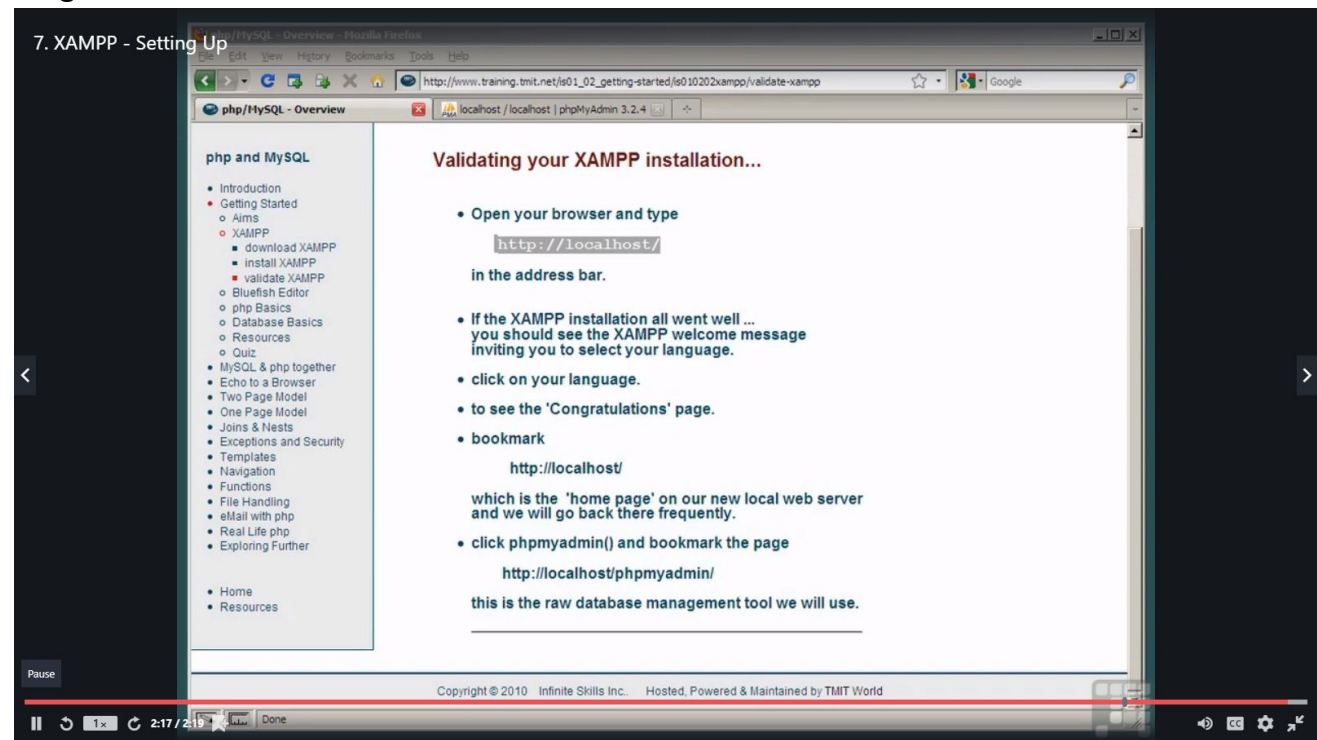 7. XAMPP - Setting Up
php/MySQL - Overview - Mozilla Firefox
File Edit View History Bookmarks Tools Help
http://www.training.tmit.net/is01_02_getting-started/is010202xampp/validate-xampp
Google
php/MySQL - Overview
localhost / localhost | phpMyAdmin 3.2.4
php and MySQL
Introduction
Getting Started
Aims
XAMPP
download XAMPP
install XAMPP
validate XAMPP
Bluefish Editor
php Basics
Database Basics
Resources
Quiz
MySQL & php together
Echo to a Browser
Two Page Model
One Page Model
Joins & Nests
Exceptions and Security
Templates
Navigation
Functions
File Handling
eMail with php
Real Life php
Exploring Further
Home
Resources
Validating your XAMPP installation...
Open your browser and type
http://localhost/
in the address bar.
If the XAMPP installation all went well ...
you should see the XAMPP welcome message
inviting you to select your language.
click on your language.
to see the 'Congratulations' page.
bookmark
http://localhost/
which is the 'home page' on our new local web server
and we will go back there frequently.
click phpmyadmin() and bookmark the page
http://localhost/phpmyadmin/
this is the raw database management tool we will use.
Copyright © 2010 Infinite Skills Inc.. Hosted, Powered & Maintained by TMIT World
Pause
1x
2:17 / 2:19
Done
CC